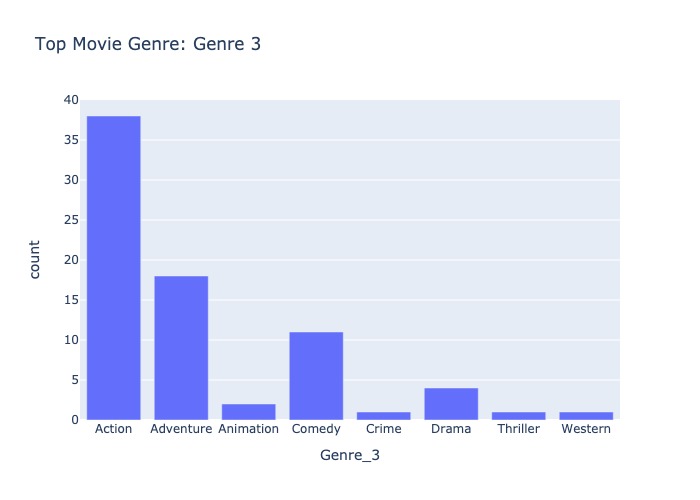 Top Movie Genre: Genre 3
40
35
30
25
20
15
10
5
0
count
Action Adventure Animation Comedy Crime Drama Thriller Western
Genre_3